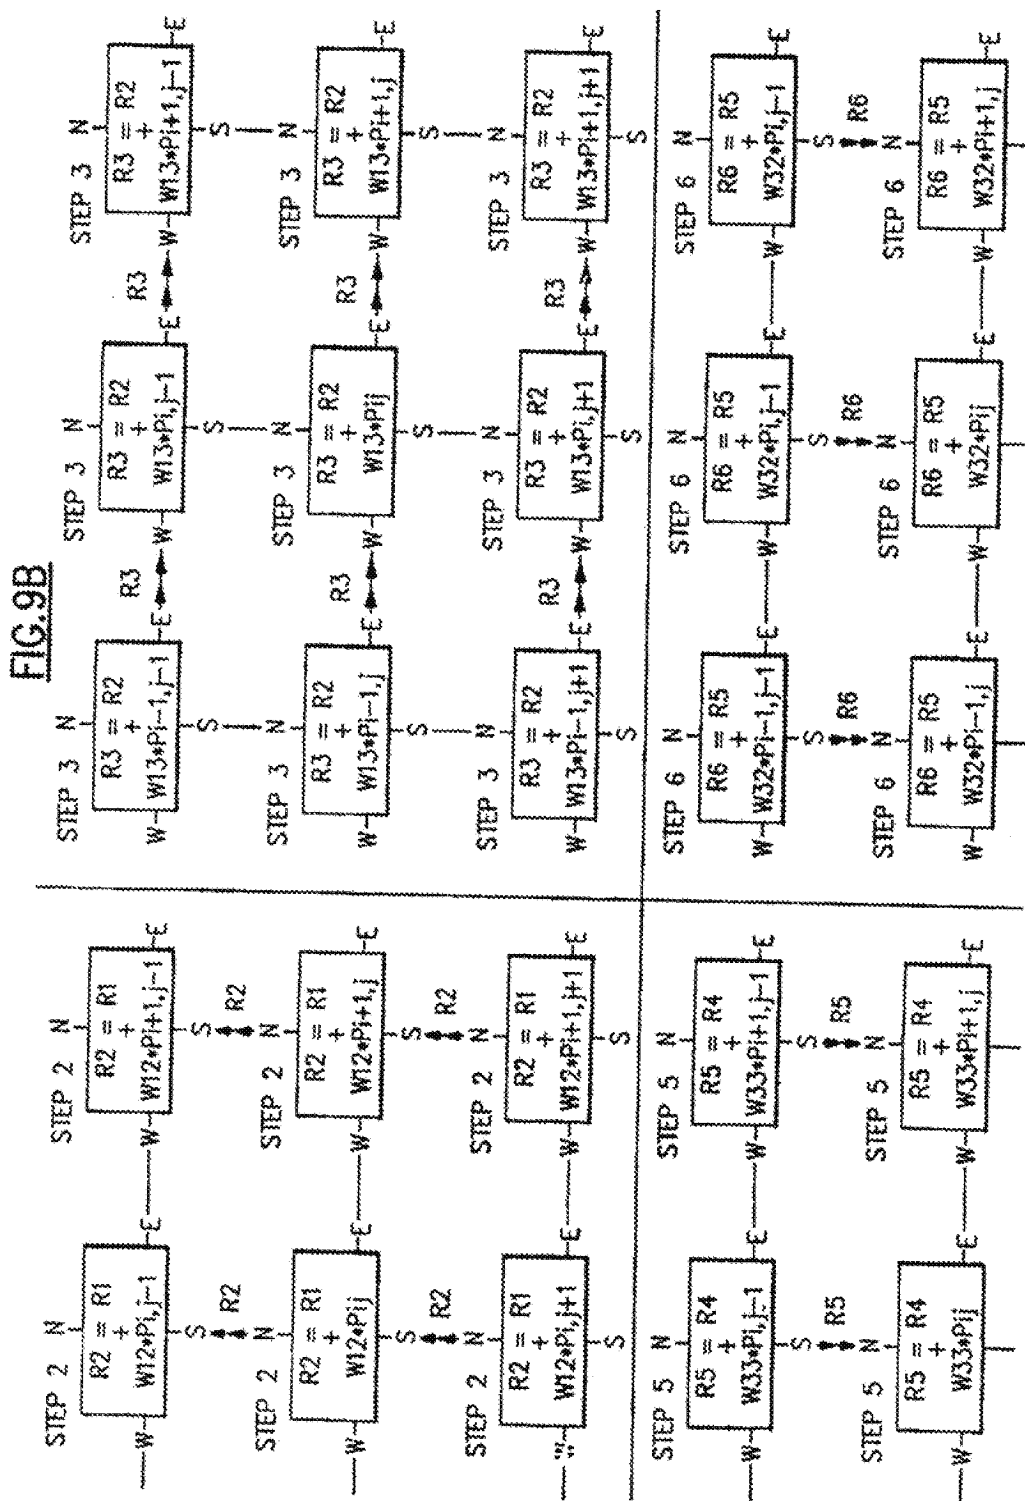 FIG.9B
STEP 2 N
R2 = R1
+
W12*Pi,j−1
W
E
S
R2
STEP 2 N
R2 = R1
+
W12*Pi+1,j−1
W
E
S
R2
STEP 2 N
R2 = R1
+
W12*Pij
W
E
S
R2
STEP 2 N
R2 = R1
+
W12*Pi+1,j
W
E
S
R2
STEP 2 N
R2 = R1
+
W12*Pi,j+1
W
E
S
STEP 2 N
R2 = R1
+
W12*Pi+1,j+1
W
E
S
STEP 3 N
R3 = R2
+
W13*Pi−1,j−1
W
E
S
R3
STEP 3 N
R3 = R2
+
W13*Pi,j−1
W
E
S
R3
STEP 3 N
R3 = R2
+
W13*Pi+1,j−1
W
E
S
STEP 3 N
R3 = R2
+
W13*Pi−1,j
W
E
S
R3
STEP 3 N
R3 = R2
+
W13*Pij
W
E
S
R3
STEP 3 N
R3 = R2
+
W13*Pi+1,j
W
E
S
STEP 3 N
R3 = R2
+
W13*Pi−1,j+1
W
E
S
R3
STEP 3 N
R3 = R2
+
W13*Pi,j+1
W
E
S
R3
STEP 3 N
R3 = R2
+
W13*Pi+1,j+1
W
E
S
STEP 5 N
R5 = R4
+
W33*Pi,j−1
W
E
S
R5
STEP 5 N
R5 = R4
+
W33*Pi+1,j−1
W
E
S
R5
STEP 5 N
R5 = R4
+
W33*Pij
W
E
STEP 5 N
R5 = R4
+
W33*Pi+1,j
W
E
STEP 6 N
R6 = R5
+
W32*Pi−1,j−1
W
E
S
R6
STEP 6 N
R6 = R5
+
W32*Pi,j−1
W
E
S
R6
STEP 6 N
R6 = R5
+
W32*Pi,j−1
W
E
S
R6
STEP 6 N
R6 = R5
+
W32*Pi−1,j
W
E
STEP 6 N
R6 = R5
+
W32*Pij
W
E
STEP 6 N
R6 = R5
+
W32*Pi+1,j
W
E